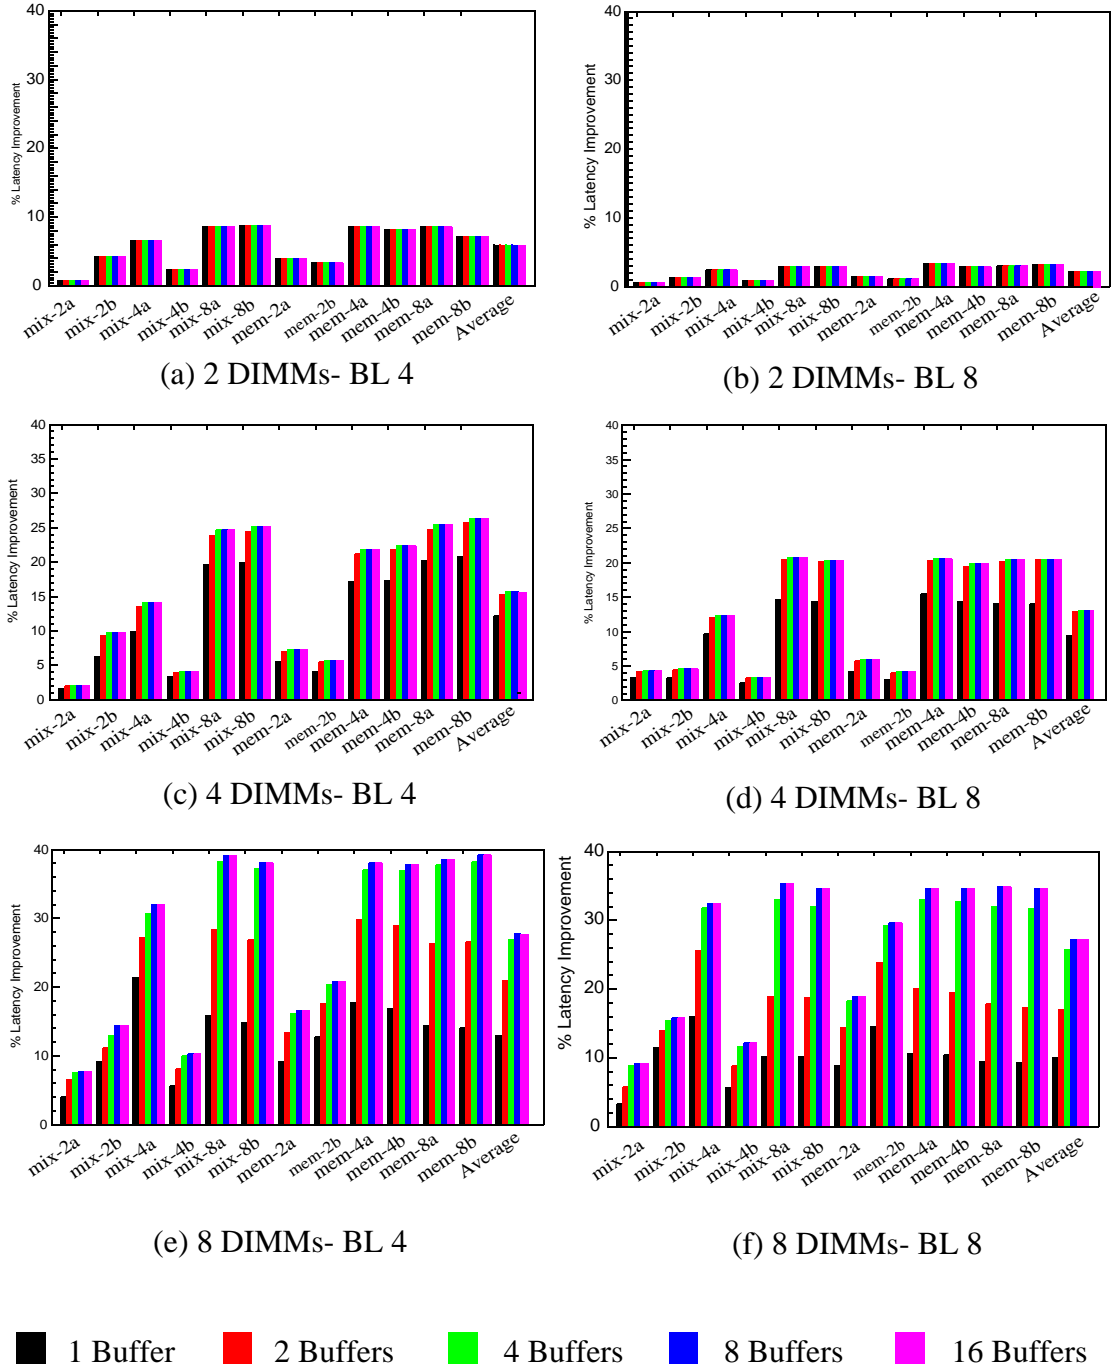 40
30
20
10
0
% Latency Improvement
mix-2a
mix-2b
mix-4a
mix-4b
mix-8a
mix-8b
mem-2a
mem-2b
mem-4a
mem-4b
mem-8a
mem-8b
Average
(a) 2 DIMMs- BL 4
40
30
20
10
0
% Latency Improvement
mix-2a
mix-2b
mix-4a
mix-4b
mix-8a
mix-8b
mem-2a
mem-2b
mem-4a
mem-4b
mem-8a
mem-8b
Average
(b) 2 DIMMs- BL 8
40
35
30
25
20
15
10
5
0
% Latency Improvement
mix-2a
mix-2b
mix-4a
mix-4b
mix-8a
mix-8b
mem-2a
mem-2b
mem-4a
mem-4b
mem-8a
mem-8b
Average
(c) 4 DIMMs- BL 4
40
35
30
25
20
15
10
5
0
% Latency Improvement
mix-2a
mix-2b
mix-4a
mix-4b
mix-8a
mix-8b
mem-2a
mem-2b
mem-4a
mem-4b
mem-8a
mem-8b
Average
(d) 4 DIMMs- BL 8
40
30
20
10
0
% Latency Improvement
mix-2a
mix-2b
mix-4a
mix-4b
mix-8a
mix-8b
mem-2a
mem-2b
mem-4a
mem-4b
mem-8a
mem-8b
Average
(e) 8 DIMMs- BL 4
40
30
20
10
0
% Latency Improvement
mix-2a
mix-2b
mix-4a
mix-4b
mix-8a
mix-8b
mem-2a
mem-2b
mem-4a
mem-4b
mem-8a
mem-8b
Average
(f) 8 DIMMs- BL 8
1 Buffer
2 Buffers
4 Buffers
8 Buffers
16 Buffers